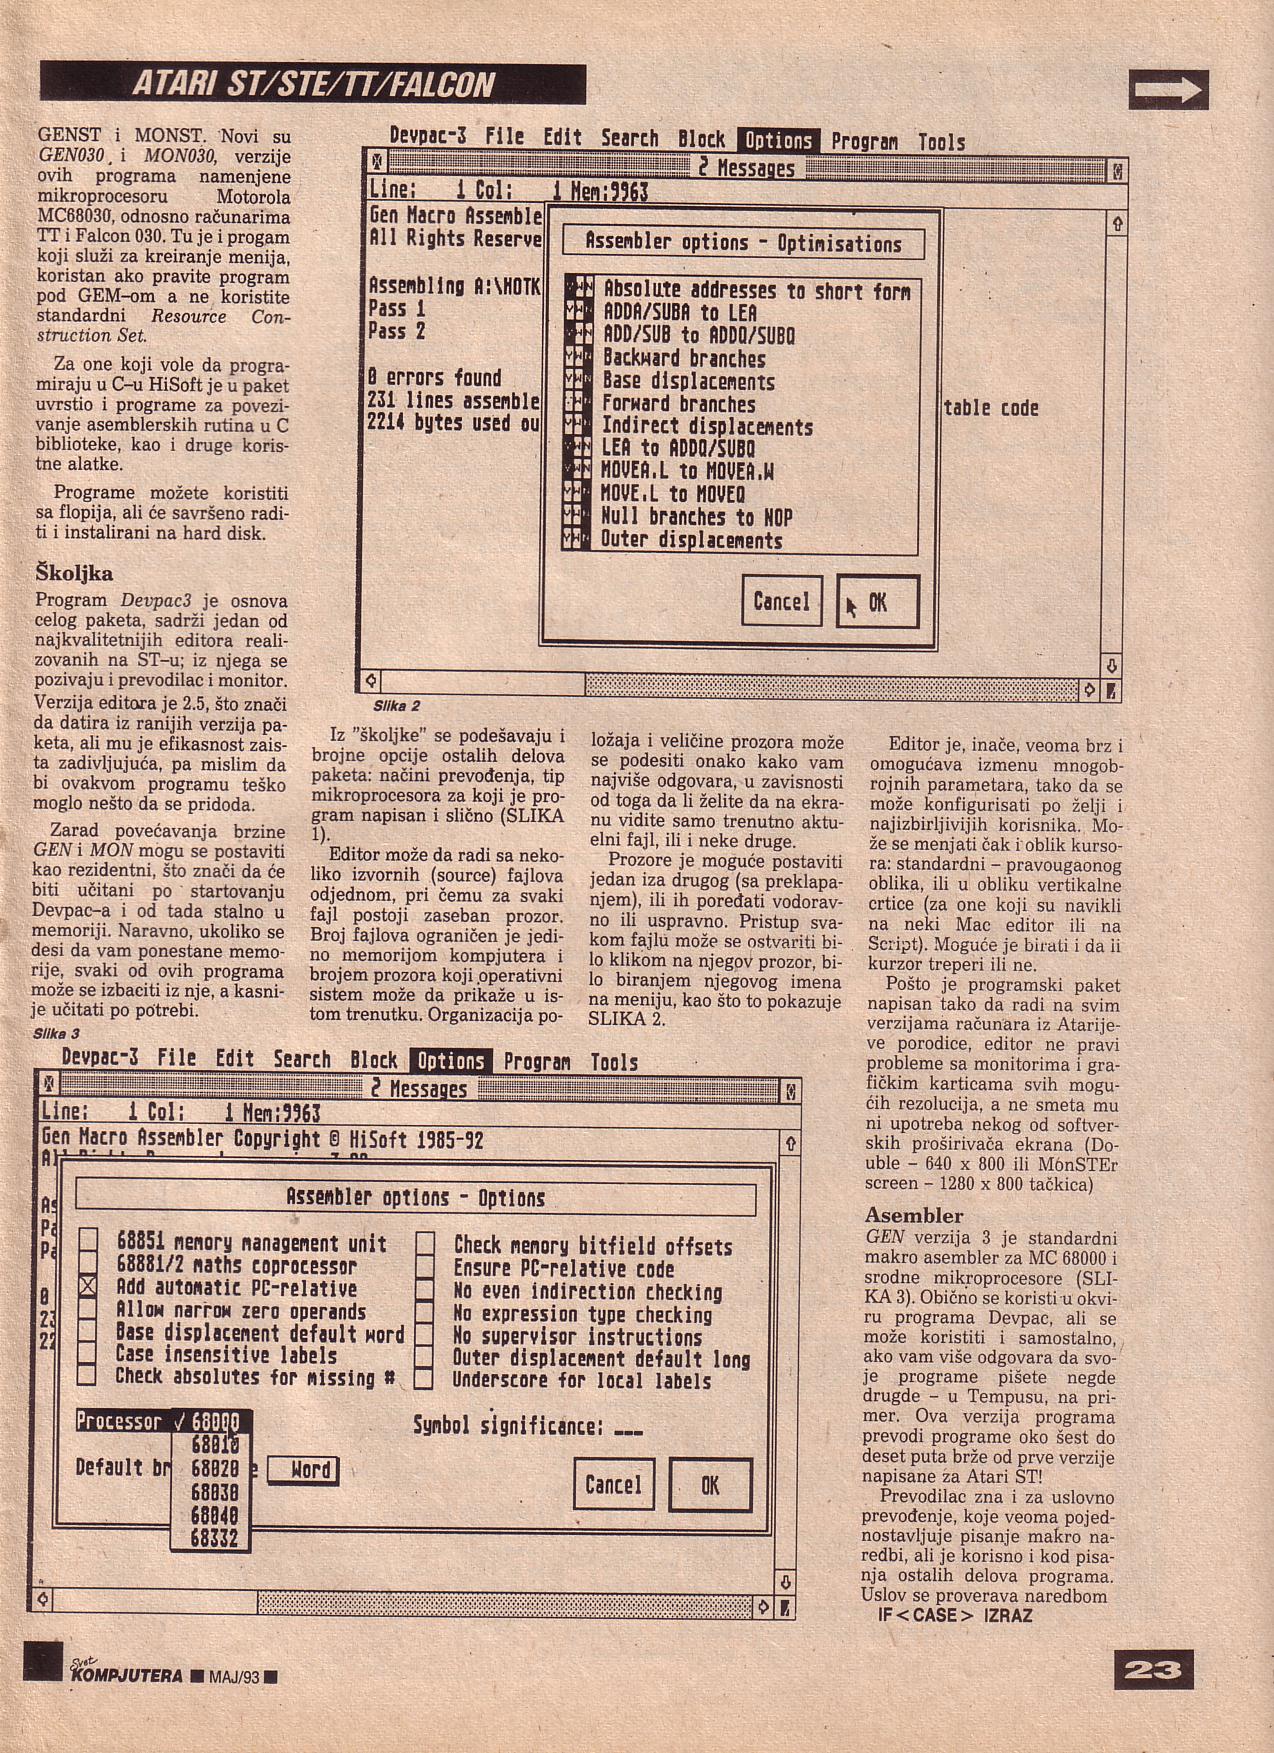 ATARI ST/STE/TT/FALCON
GENST i MONST. Novi su
GEN030 i MON030, verzije
ovih programa namenjene
mikroprocesoru Motorola
MC68030, odnosno računarima
TT i Falcon 030. Tu je i progam
koji služi za kreiranje menija,
koristan ako pravite program
pod GEM–om a ne koristite
standardni Resource Con-
struction Set.
Za one koji vole da progra-
miraju u C–u HiSoft je u paket
uvrstio i programe za povezi-
vanje asemblerskih rutina u C
biblioteke, kao i druge koris-
tne alatke.
Programe možete koristiti
sa flopija, ali će savršeno radi-
ti i instalirani na hard disk.
Školjka
Program Devpac3 je osnova
celog paketa, sadrži jedan od
najkvalitetnijih editora reali-
zovanih na ST–u; iz njega se
pozivaju i prevodilac i monitor.
Verzija editora je 2.5, što znači
da datira iz ranijih verzija pa-
keta, ali mu je efikasnost zais-
ta zadivljujuća, pa mislim da
bi ovakvom programu teško
moglo nešto da se pridoda.
Zarad povećavanja brzine
GEN i MON mogu se postaviti
kao rezidentni, što znači da će
biti učitani po startovanju
Devpac–a i od tada stalno u
memoriji. Naravno, ukoliko se
desi da vam ponestane memo-
rije, svaki od ovih programa
može se izbaciti iz nje, a kasni-
je učitati po potrebi.
Devpac-3 File Edit Search Block Options Program Tools
2 Messages
Line: 1 Col: 1 Mem:9963
Gen Macro Assemble
All Rights Reserve
Assembling A:\HOTK
Pass 1
Pass 2
0 errors found
231 lines assemble
2214 bytes used ou
table code
Assembler options - Optimisations
YWN Absolute addresses to short form
YWN ADDA/SUBA to LEA
YWN ADD/SUB to ADDQ/SUBQ
YWN Backward branches
YWN Base displacements
YWN Forward branches
YWN Indirect displacements
YWN LEA to ADDQ/SUBQ
YWN MOVEA.L to MOVEA.W
YWN MOVE.L to MOVEQ
YWN Null branches to NOP
YWN Outer displacements
Cancel OK
Slika 2
Iz "školjke" se podešavaju i
brojne opcije ostalih delova
paketa: načini prevođenja, tip
mikroprocesora za koji je pro-
gram napisan i slično (SLIKA
1).
Editor može da radi sa neko-
liko izvornih (source) fajlova
odjednom, pri čemu za svaki
fajl postoji zaseban prozor.
Broj fajlova ograničen je jedi-
no memorijom kompjutera i
brojem prozora koji operativni
sistem može da prikaže u is-
tom trenutku. Organizacija po-
ložaja i veličine prozora može
se podesiti onako kako vam
najviše odgovara, u zavisnosti
od toga da li želite da na ekra-
nu vidite samo trenutno aktu-
elni fajl, ili i neke druge.
Prozore je moguće postaviti
jedan iza drugog (sa preklapa-
njem), ili ih poređati vodorav-
no ili uspravno. Pristup sva-
kom fajlu može se ostvariti bi-
lo klikom na njegov prozor, bi-
lo biranjem njegovog imena
na meniju, kao što to pokazuje
SLIKA 2.
Editor je, inače, veoma brz i
omogućava izmenu mnogob-
rojnih parametara, tako da se
može konfigurisati po želji i
najizbirljivijih korisnika. Mo-
že se menjati čak i oblik kurso-
ra: standardni – pravougaonog
oblika, ili u obliku vertikalne
crtice (za one koji su navikli
na neki Mac editor ili na
Script). Moguće je birati i da li
kurzor treperi ili ne.
Pošto je programski paket
napisan tako da radi na svim
verzijama računara iz Atarije-
ve porodice, editor ne pravi
probleme sa monitorima i gra-
fičkim karticama svih mogu-
ćih rezolucija, a ne smeta mu
ni upotreba nekog od softver-
skih proširivača ekrana (Do-
uble – 640 x 800 ili MonSTEr
screen – 1280 x 800 tačkica)
Asembler
GEN verzija 3 je standardni
makro asembler za MC 68000 i
srodne mikroprocesore (SLI-
KA 3). Obično se koristi u okvi-
ru programa Devpac, ali se
može koristiti i samostalno,
ako vam više odgovara da svo-
je programe pišete negde
drugde – u Tempusu, na pri-
mer. Ova verzija programa
prevodi programe oko šest do
deset puta brže od prve verzije
napisane za Atari ST!
Prevodilac zna i za uslovno
prevođenje, koje veoma pojed-
nostavljuje pisanje makro na-
redbi, ali je korisno i kod pisa-
nja ostalih delova programa.
Uslov se proverava naredbom
IF<CASE> IZRAZ
Slika 3
Devpac-3 File Edit Search Block Options Program Tools
2 Messages
Line: 1 Col: 1 Mem:9963
Gen Macro Assembler Copyright © HiSoft 1985-92
As
Pa
Pa
0
23
22
Assembler options - Options
68851 memory management unit
68881/2 maths coprocessor
Add automatic PC-relative
Allow narrow zero operands
Base displacement default word
Case insensitive labels
Check absolutes for missing #
Check memory bitfield offsets
Ensure PC-relative code
No even indirection checking
No expression type checking
No supervisor instructions
Outer displacement default long
Underscore for local labels
Processor ✓ 68000
68010
68020
68030
68040
68332
Symbol significance: ___
Default br e Word
Cancel OK
Svet KOMPJUTERA ■ MAJ/93 ■
23